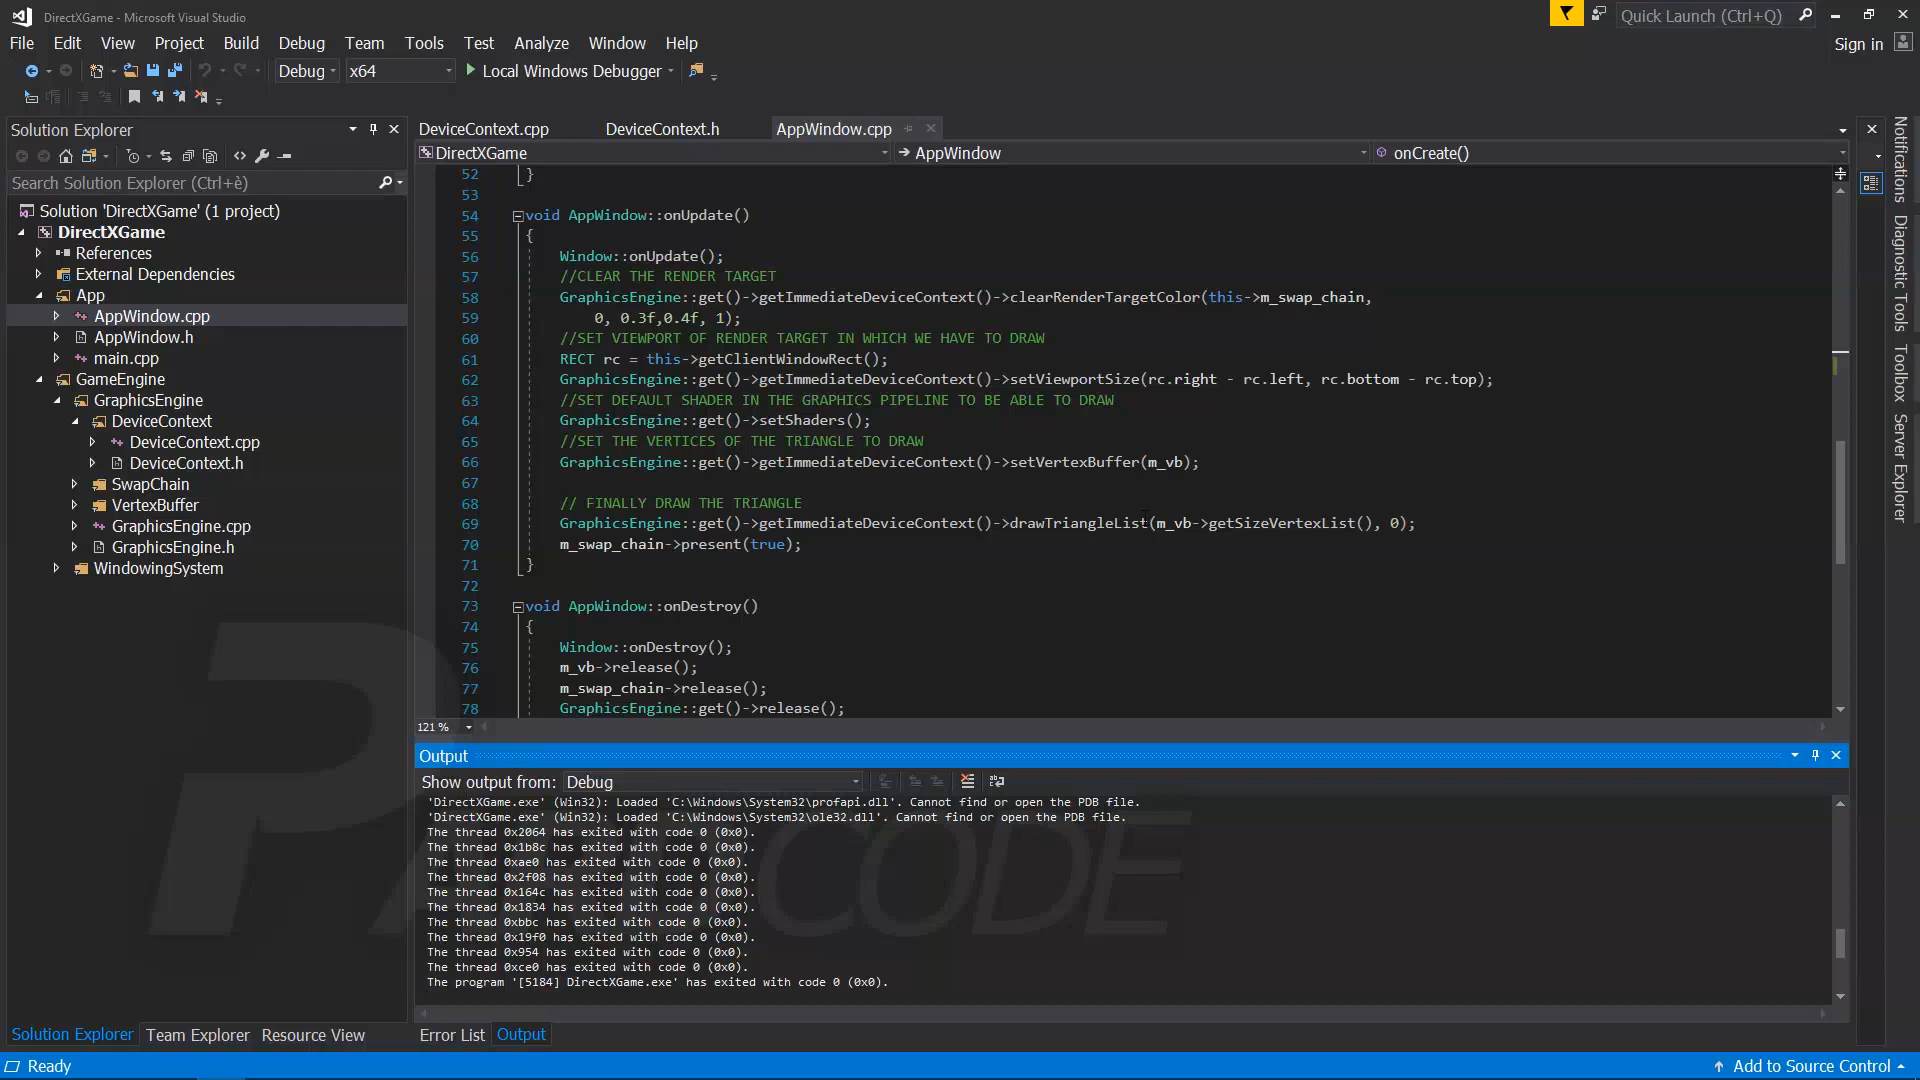 DirectXGame - Microsoft Visual Studio
Quick Launch (Ctrl+Q)
File Edit View Project Build Debug Team Tools Test Analyze Window Help
Sign in
Debug x64 Local Windows Debugger
Solution Explorer
Search Solution Explorer (Ctrl+è)
Solution 'DirectXGame' (1 project)
DirectXGame
References
External Dependencies
App
AppWindow.cpp
AppWindow.h
main.cpp
GameEngine
GraphicsEngine
DeviceContext
DeviceContext.cpp
DeviceContext.h
SwapChain
VertexBuffer
GraphicsEngine.cpp
GraphicsEngine.h
WindowingSystem
Solution Explorer Team Explorer Resource View
DeviceContext.cpp DeviceContext.h AppWindow.cpp
DirectXGame AppWindow onCreate()
52 }
53
54 void AppWindow::onUpdate()
55 {
56 Window::onUpdate();
57 //CLEAR THE RENDER TARGET
58 GraphicsEngine::get()->getImmediateDeviceContext()->clearRenderTargetColor(this->m_swap_chain,
59 0, 0.3f,0.4f, 1);
60 //SET VIEWPORT OF RENDER TARGET IN WHICH WE HAVE TO DRAW
61 RECT rc = this->getClientWindowRect();
62 GraphicsEngine::get()->getImmediateDeviceContext()->setViewportSize(rc.right - rc.left, rc.bottom - rc.top);
63 //SET DEFAULT SHADER IN THE GRAPHICS PIPELINE TO BE ABLE TO DRAW
64 GraphicsEngine::get()->setShaders();
65 //SET THE VERTICES OF THE TRIANGLE TO DRAW
66 GraphicsEngine::get()->getImmediateDeviceContext()->setVertexBuffer(m_vb);
67
68 // FINALLY DRAW THE TRIANGLE
69 GraphicsEngine::get()->getImmediateDeviceContext()->drawTriangleList(m_vb->getSizeVertexList(), 0);
70 m_swap_chain->present(true);
71 }
72
73 void AppWindow::onDestroy()
74 {
75 Window::onDestroy();
76 m_vb->release();
77 m_swap_chain->release();
78 GraphicsEngine::get()->release();
121 %
Output
Show output from: Debug
'DirectXGame.exe' (Win32): Loaded 'C:\Windows\System32\profapi.dll'. Cannot find or open the PDB file.
'DirectXGame.exe' (Win32): Loaded 'C:\Windows\System32\ole32.dll'. Cannot find or open the PDB file.
The thread 0x2064 has exited with code 0 (0x0).
The thread 0x1b8c has exited with code 0 (0x0).
The thread 0xae0 has exited with code 0 (0x0).
The thread 0x2f08 has exited with code 0 (0x0).
The thread 0x164c has exited with code 0 (0x0).
The thread 0x1834 has exited with code 0 (0x0).
The thread 0xbbc has exited with code 0 (0x0).
The thread 0x19f0 has exited with code 0 (0x0).
The thread 0x954 has exited with code 0 (0x0).
The thread 0xce0 has exited with code 0 (0x0).
The program '[5184] DirectXGame.exe' has exited with code 0 (0x0).
Error List Output
Notifications
Diagnostic Tools
Toolbox
Server Explorer
Ready
Add to Source Control